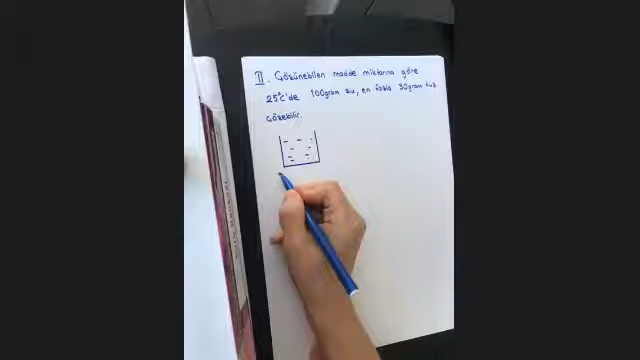 II. Çözünebilen madde miktarına göre
25°C'de 100gram su, en fazla 30gram tuz
çözebilir.